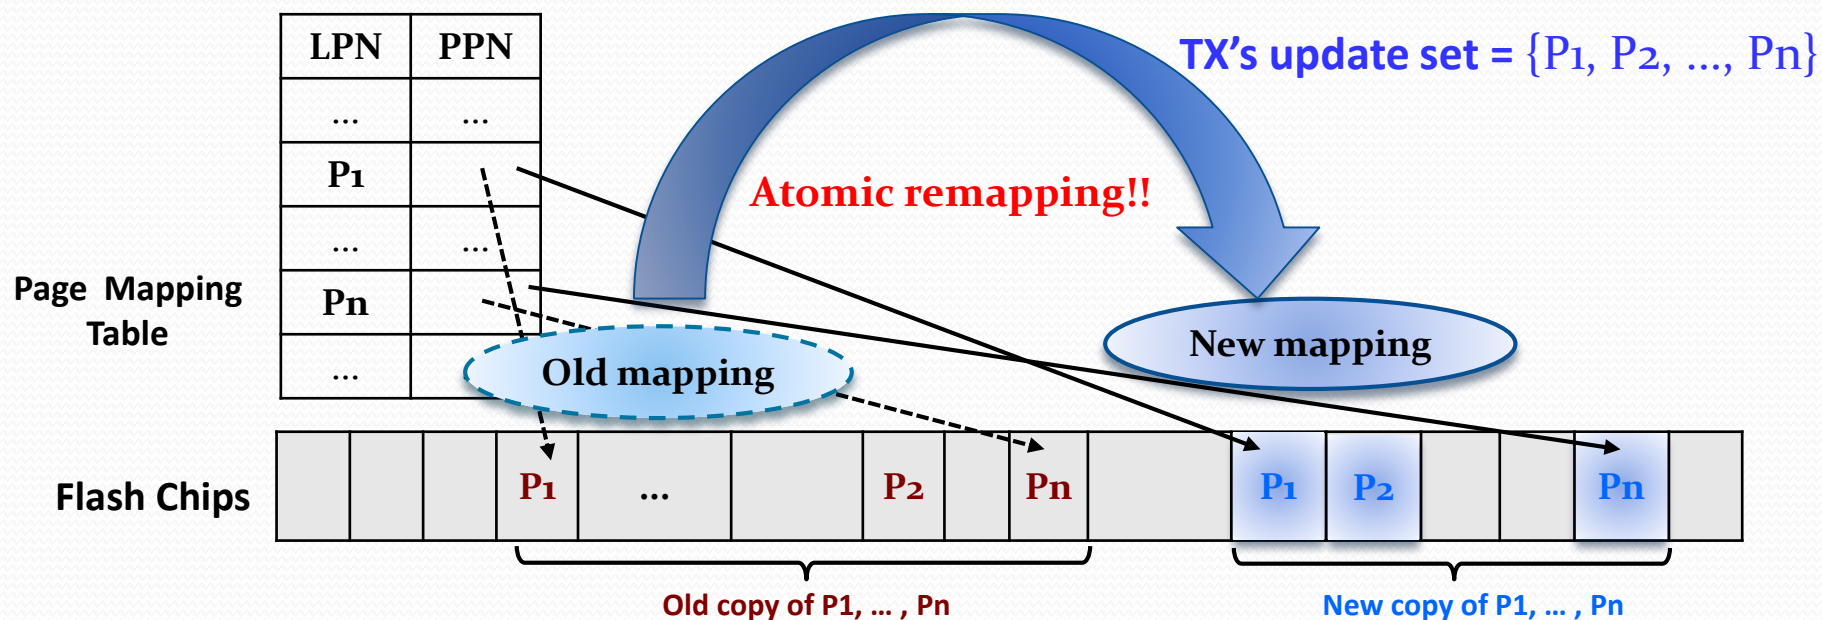 LPN PPN
... ...
P1
... ...
Pn
...
Page Mapping
Table
TX's update set = {P1, P2, ..., Pn}
Atomic remapping!!
Old mapping
New mapping
Flash Chips
P1 ... P2 Pn P1 P2 Pn
Old copy of P1, ... , Pn
New copy of P1, ... , Pn